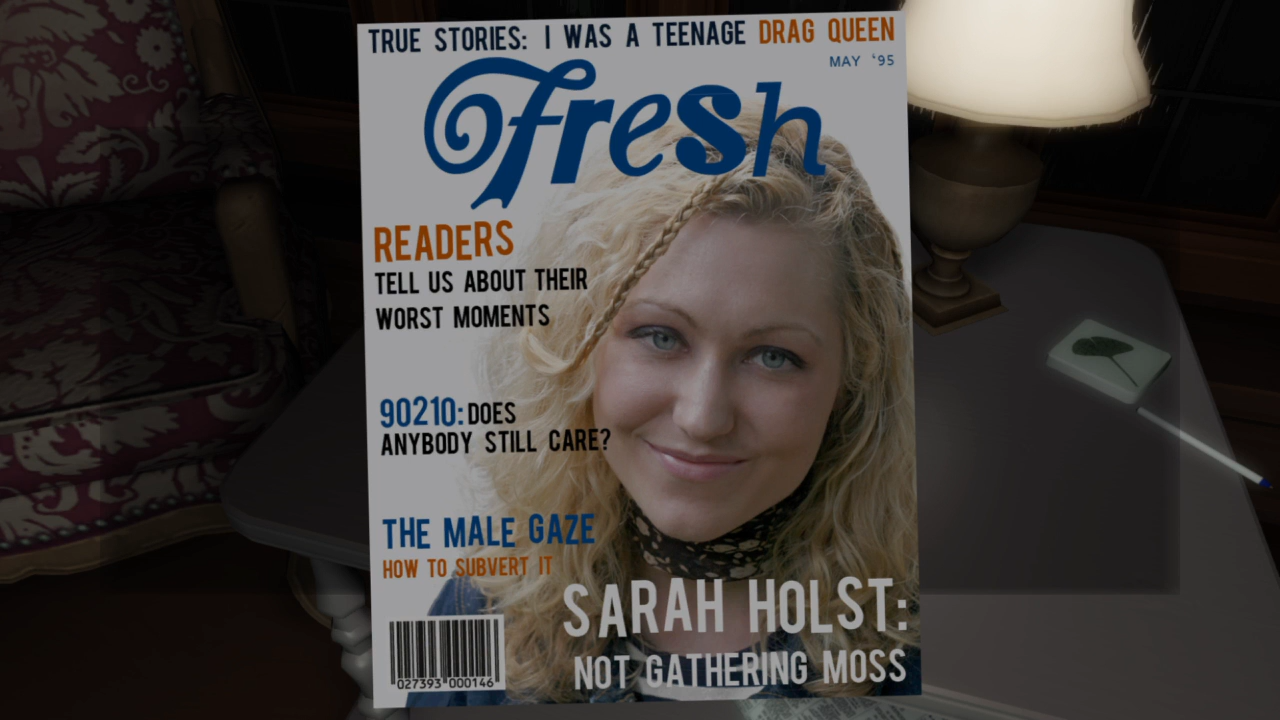 TRUE STORIES: I WAS A TEENAGE DRAG QUEEN
MAY '95
Fresh
READERS
TELL US ABOUT THEIR
WORST MOMENTS
90210: DOES
ANYBODY STILL CARE?
THE MALE GAZE
HOW TO SUBVERT IT
SARAH HOLST:
NOT GATHERING MOSS
027393 000146